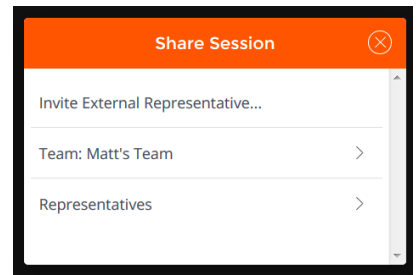 Share Session
Invite External Representative...
Team: Matt's Team
Representatives